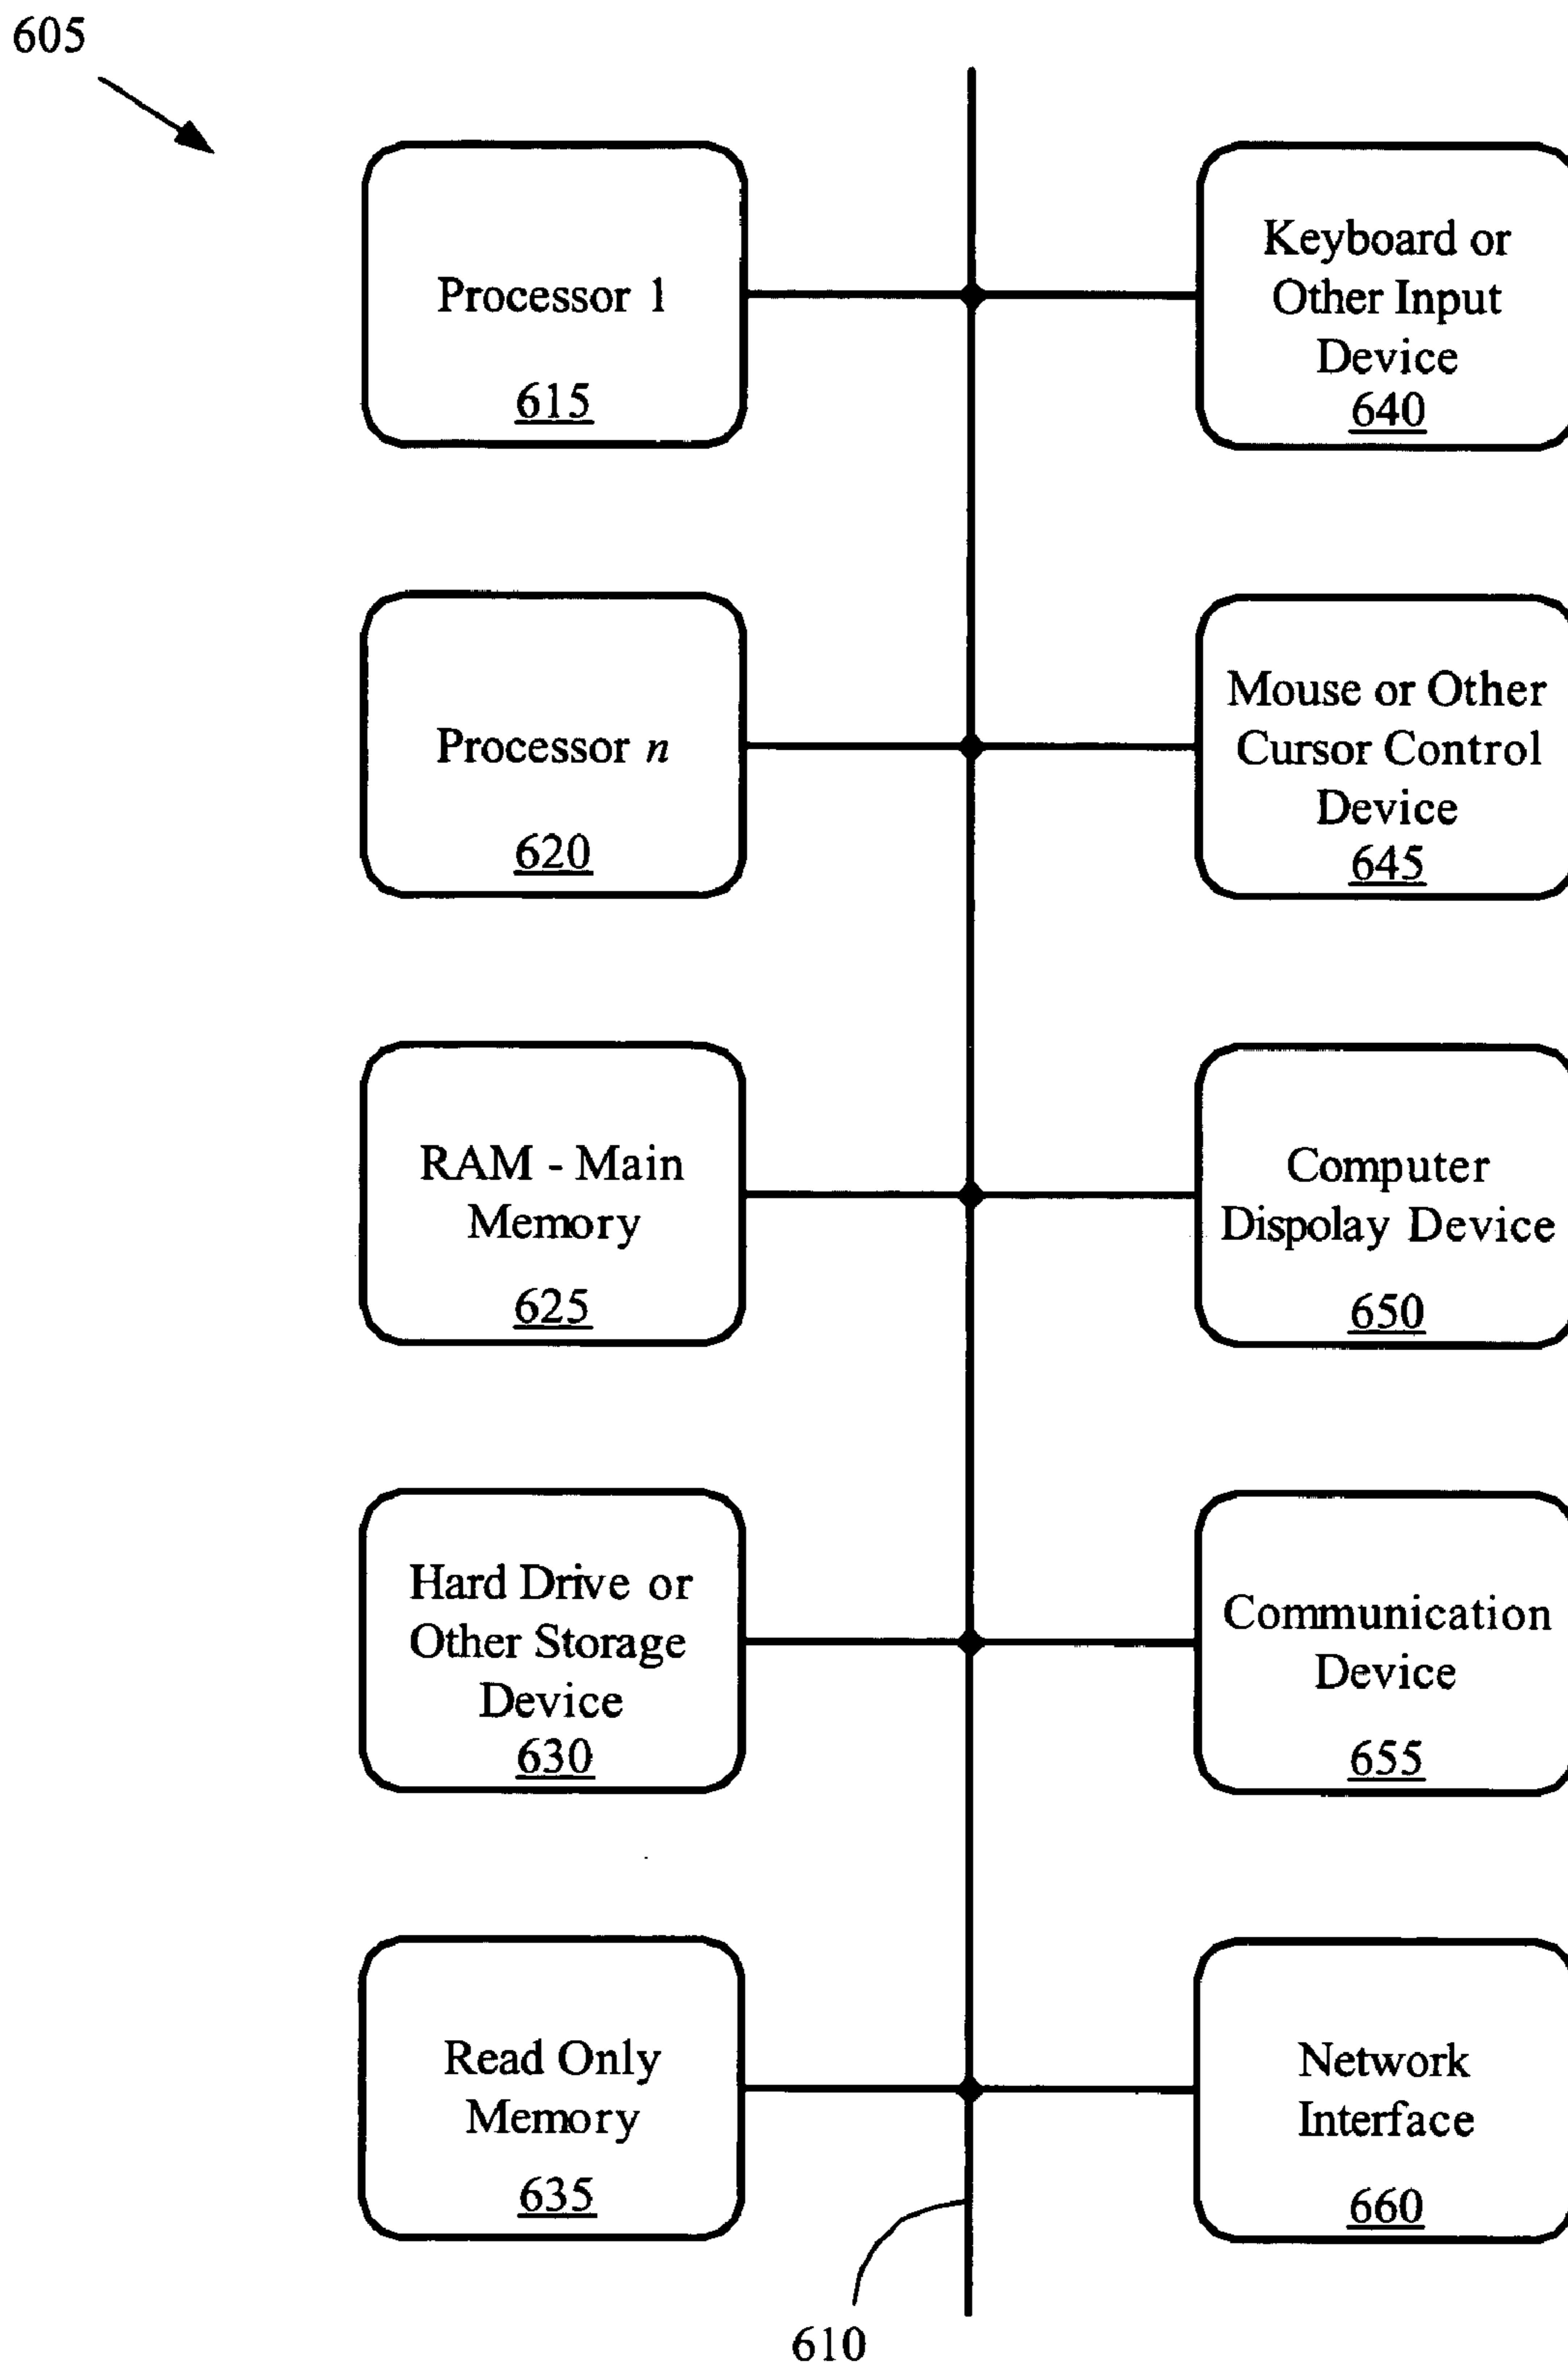 605
Processor 1
615
Keyboard or
Other Input
Device
640
Processor n
620
Mouse or Other
Cursor Control
Device
645
RAM - Main
Memory
625
Computer
Dispolay Device
650
Hard Drive or
Other Storage
Device
630
Communication
Device
655
Read Only
Memory
635
Network
Interface
660
610